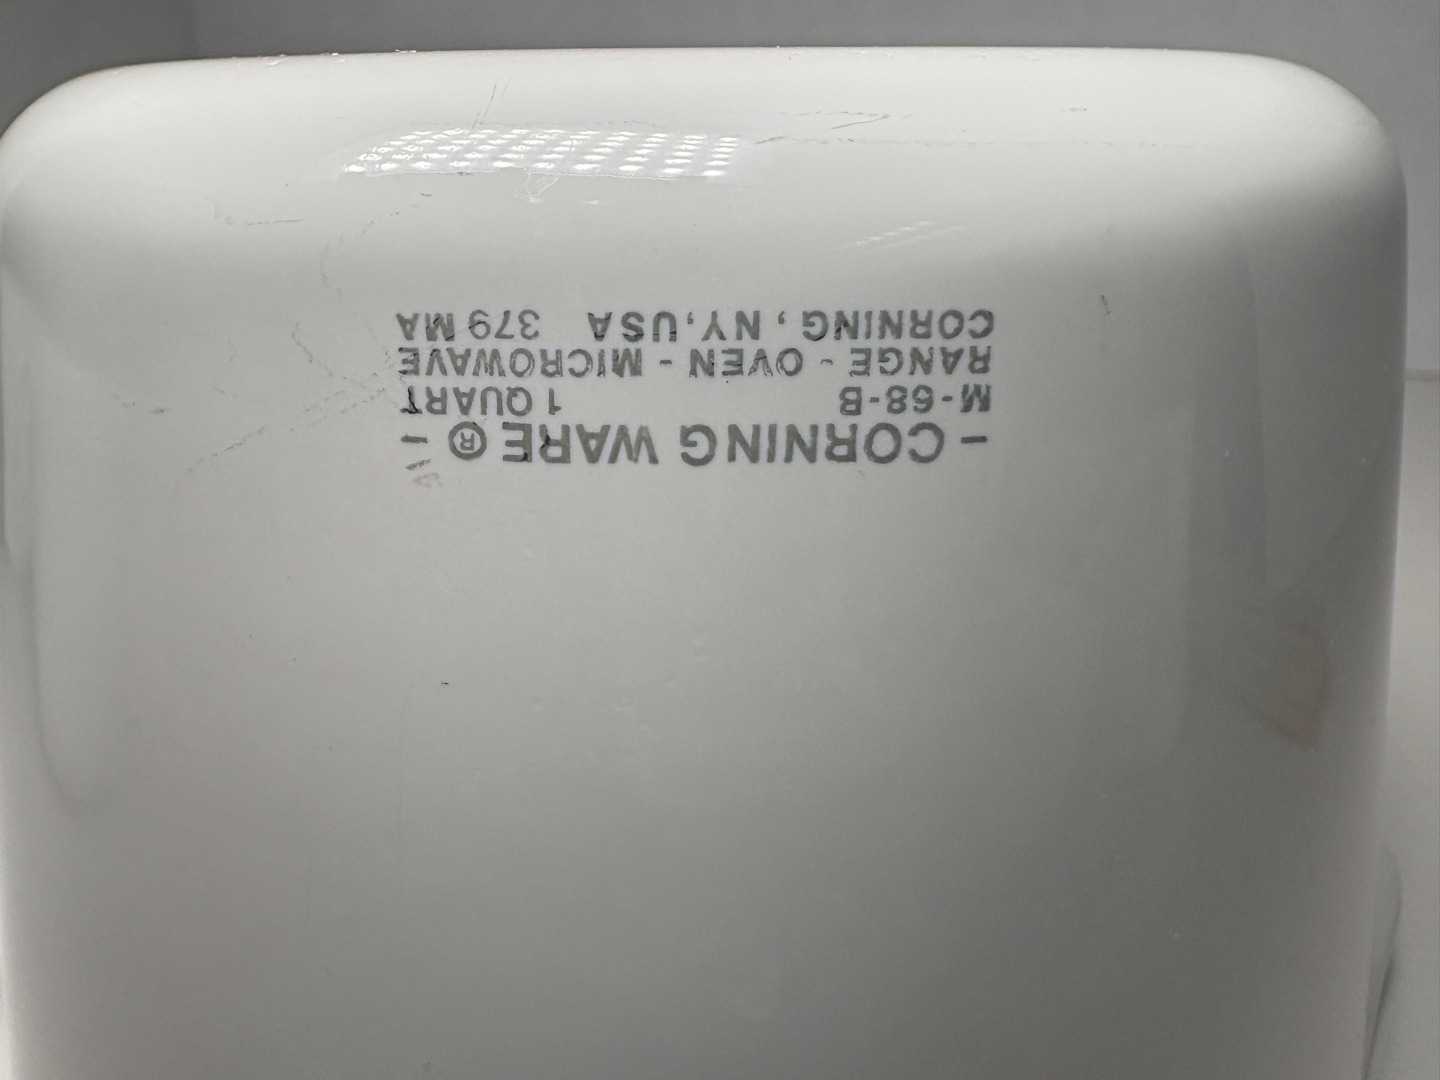 - CORNING WARE ® -
M-68-B 1 QUART
RANGE - OVEN - MICROWAVE
CORNING, NY, USA 379 MA